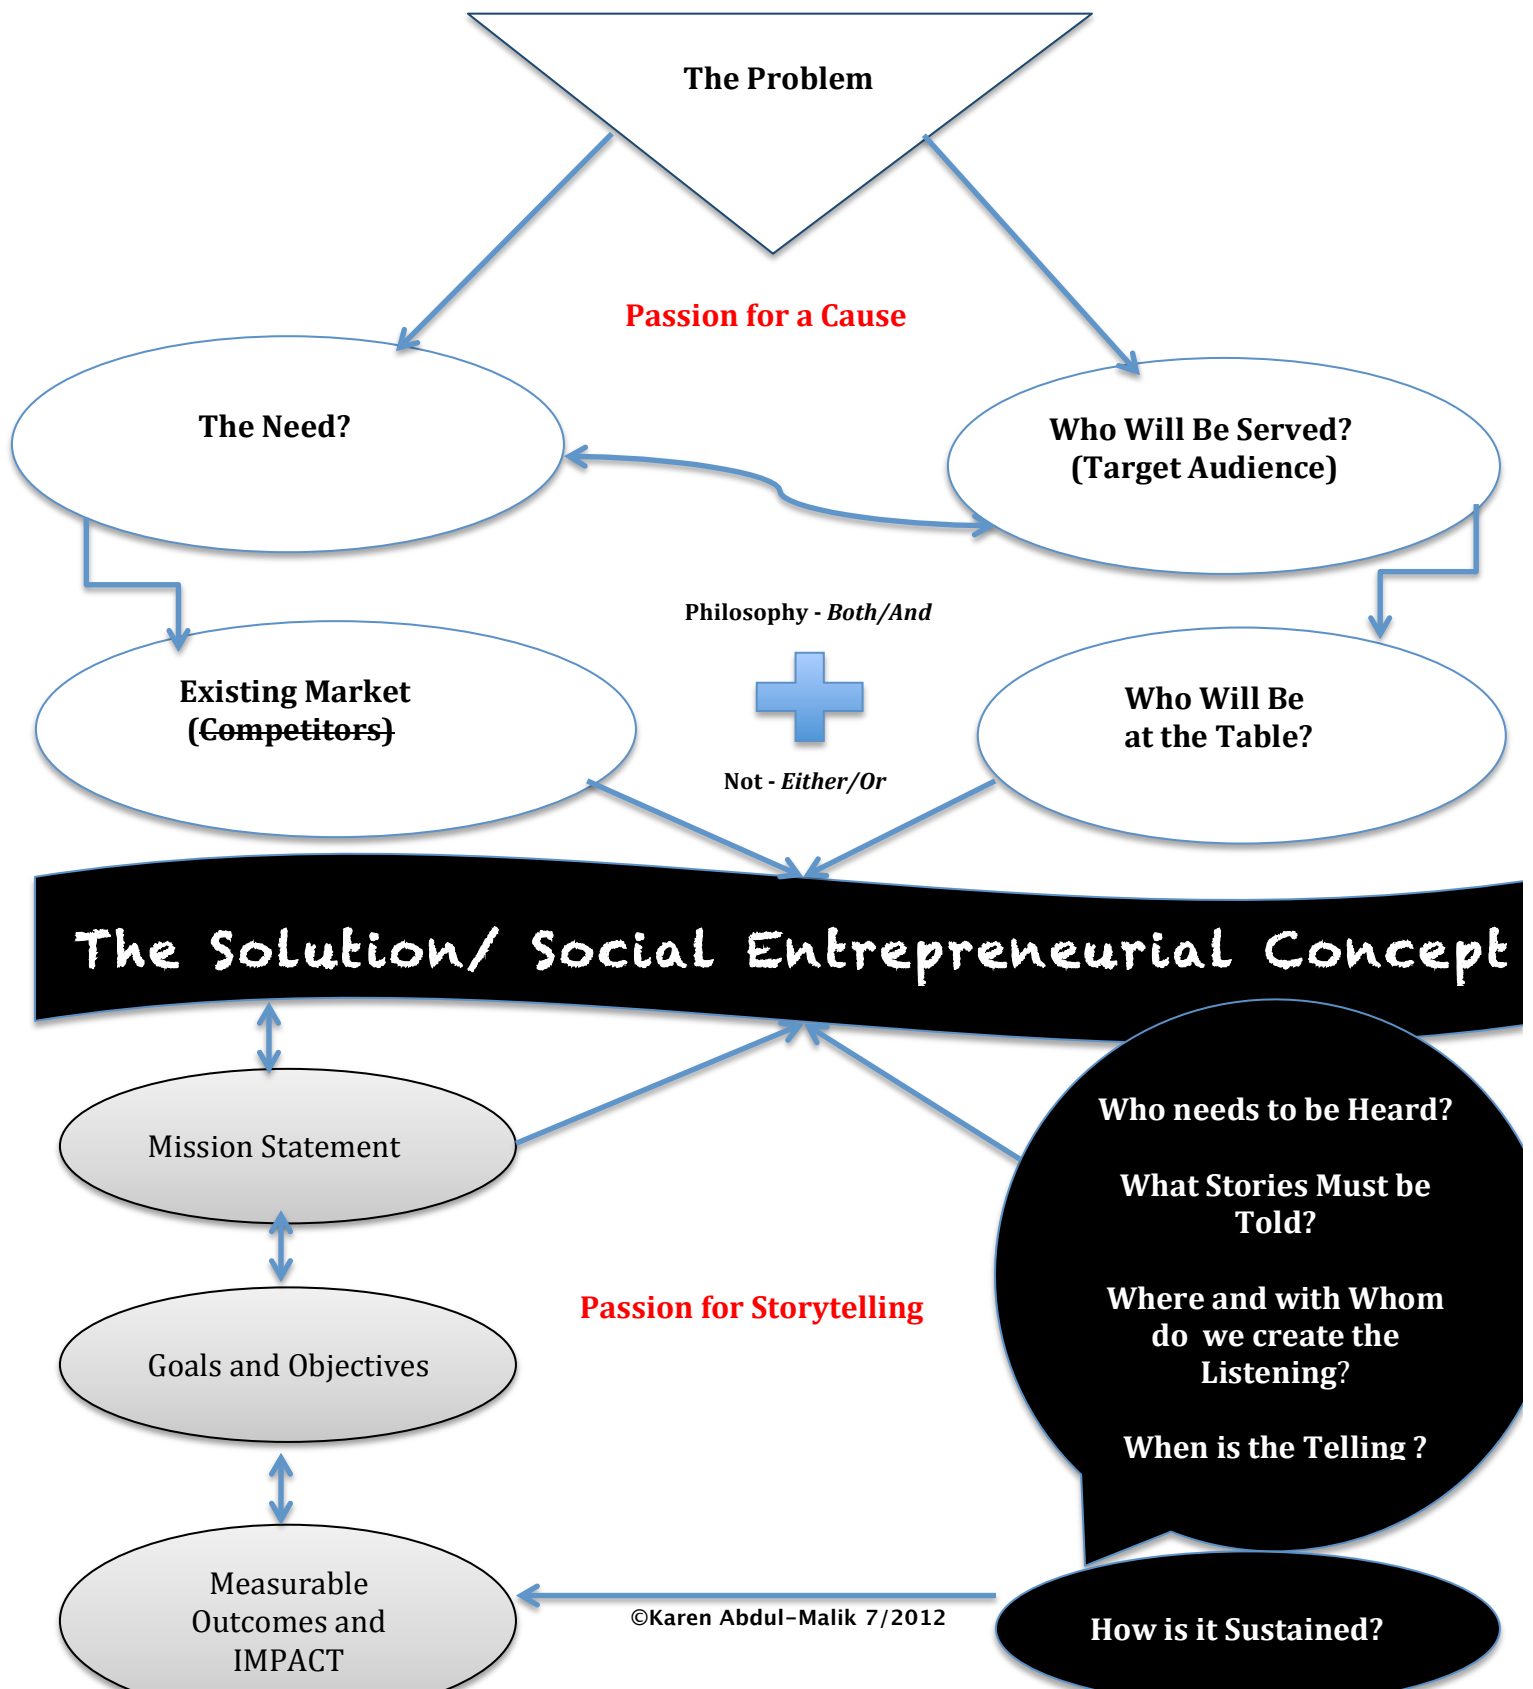 The Problem
Passion for a Cause
The Need?
Who Will Be Served?
(Target Audience)
Philosophy - Both/And
Existing Market
(Competitors)
Who Will Be
at the Table?
Not - Either/Or
The Solution/ Social Entrepreneurial Concept
Mission Statement
Who needs to be Heard?
What Stories Must be
Told?
Where and with Whom
do  we create the
Listening?
When is the Telling ?
Passion for Storytelling
Goals and Objectives
Measurable
Outcomes and
IMPACT
©Karen Abdul-Malik 7/2012
How is it Sustained?